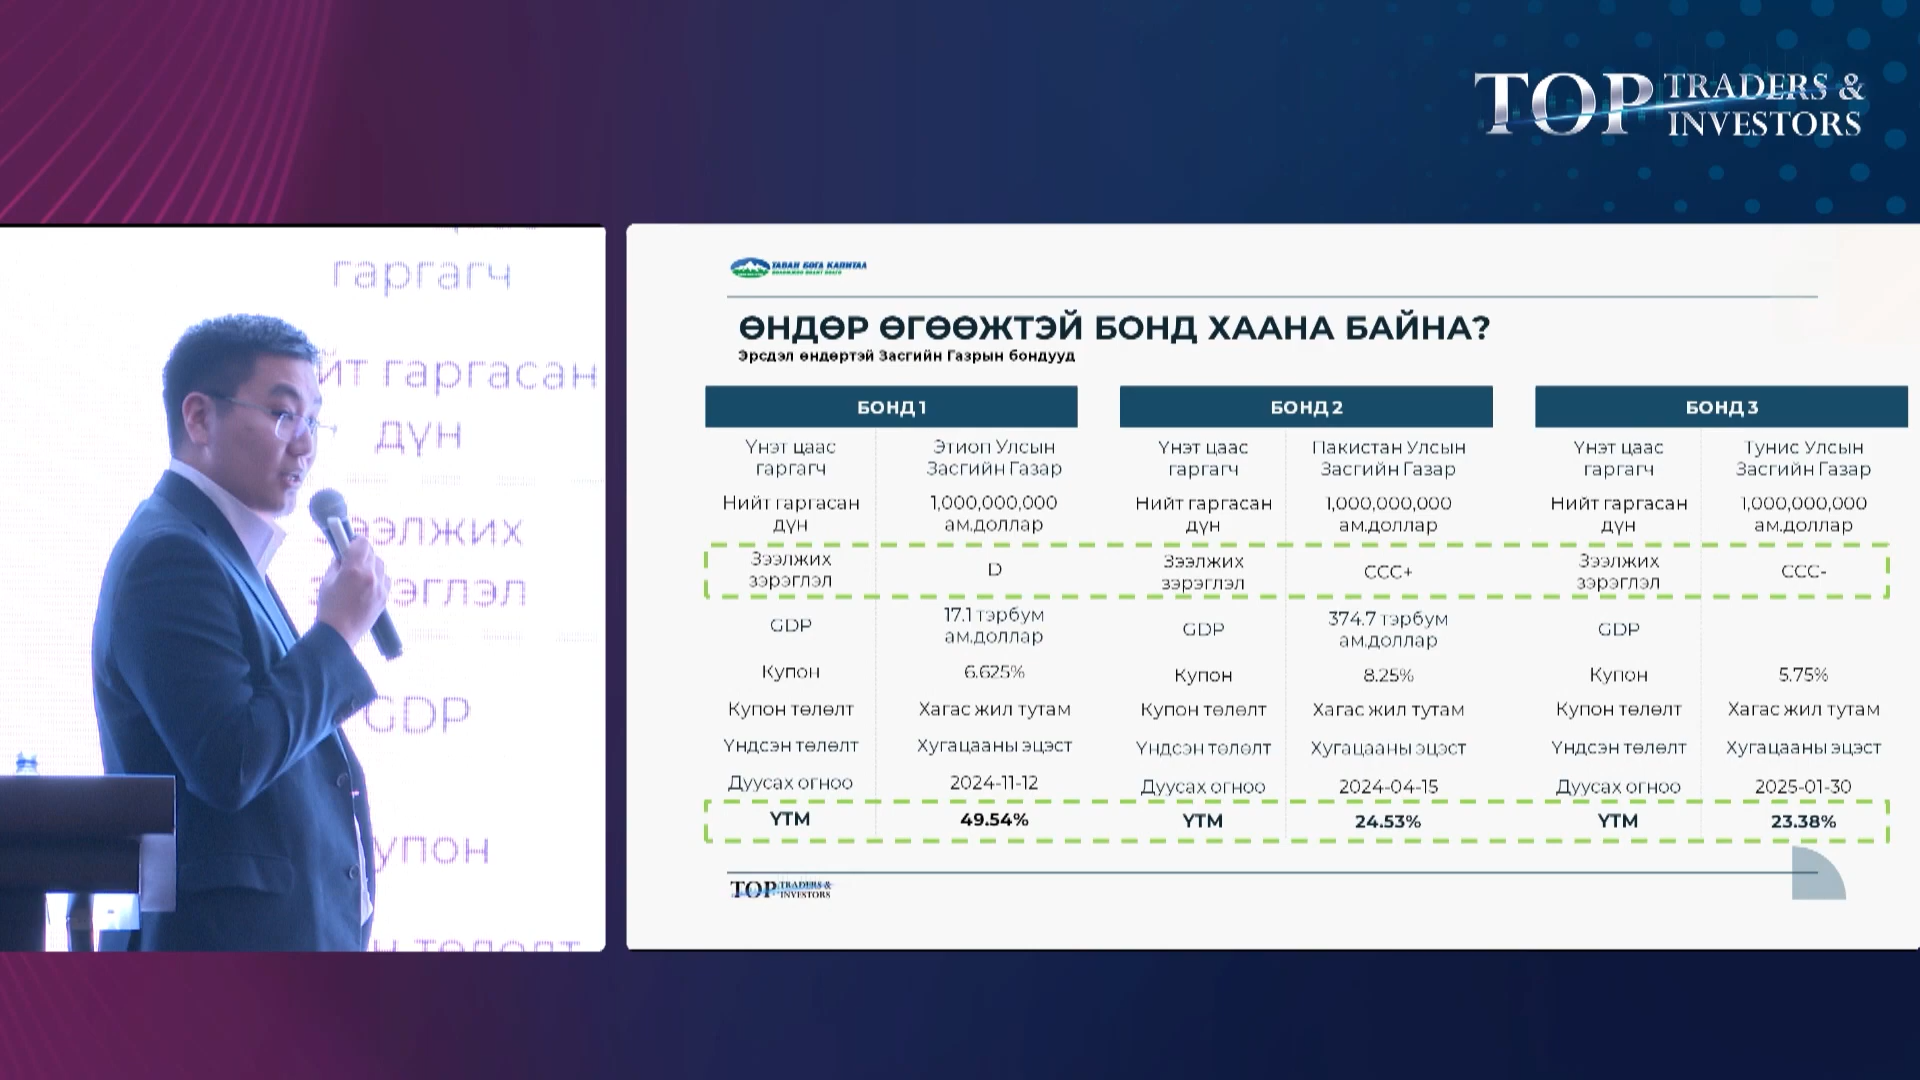 TOP TRADERS &
INVESTORS
гаргагч
йт гаргасан
дүн
Зээлжих
зэрэглэл
GDP
упон
н төлөлт
ТАВАН БОГД КАПИТАЛ
ӨНДӨР ӨГӨӨЖТЭЙ БОНД ХААНА БАЙНА?
Эрсдэл өндөртэй Засгийн Газрын бондууд
БОНД 1
Үнэт цаас гаргагч Этиоп Улсын Засгийн Газар
Нийт гаргасан дүн 1,000,000,000 ам.доллар
Зээлжих зэрэглэл D
GDP 17.1 тэрбум ам.доллар
Купон 6.625%
Купон төлөлт Хагас жил тутам
Үндсэн төлөлт Хугацааны эцэст
Дуусах огноо 2024-11-12
YTM 49.54%
БОНД 2
Үнэт цаас гаргагч Пакистан Улсын Засгийн Газар
Нийт гаргасан дүн 1,000,000,000 ам.доллар
Зээлжих зэрэглэл CCC+
GDP 374.7 тэрбум ам.доллар
Купон 8.25%
Купон төлөлт Хагас жил тутам
Үндсэн төлөлт Хугацааны эцэст
Дуусах огноо 2024-04-15
YTM 24.53%
БОНД 3
Үнэт цаас гаргагч Тунис Улсын Засгийн Газар
Нийт гаргасан дүн 1,000,000,000 ам.доллар
Зээлжих зэрэглэл CCC-
GDP
Купон 5.75%
Купон төлөлт Хагас жил тутам
Үндсэн төлөлт Хугацааны эцэст
Дуусах огноо 2025-01-30
YTM 23.38%
TOP TRADERS &
INVESTORS